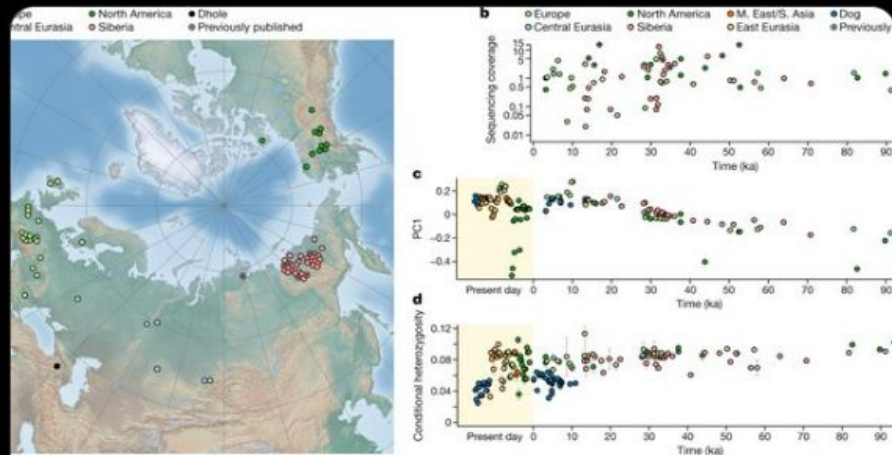 North America
Dhole
ntral Eurasia
Siberia
Previously published
b
Europe
North America
M. East/S. Asia
Dog
Central Eurasia
Siberia
East Eurasia
Previously
Sequencing coverage
15
5
1
0.5
0.1
0.05
0.01
0 10 20 30 40 50 60 70 80 90
Time (ka)
c
PC1
0.2
0
−0.2
−0.4
Present day
0 10 20 30 40 50 60 70 80 90
Time (ka)
d
Conditional heterozygosity
0.12
0.08
0.04
0
Present day
0 10 20 30 40 50 60 70 80 90
Time (ka)